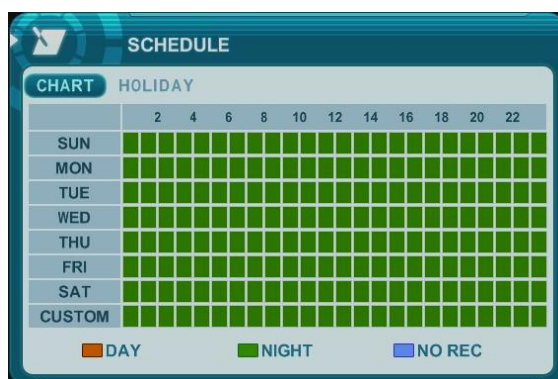 SCHEDULE
CHART HOLIDAY
2 4 6 8 10 12 14 16 18 20 22
SUN
MON
TUE
WED
THU
FRI
SAT
CUSTOM
DAY NIGHT NO REC